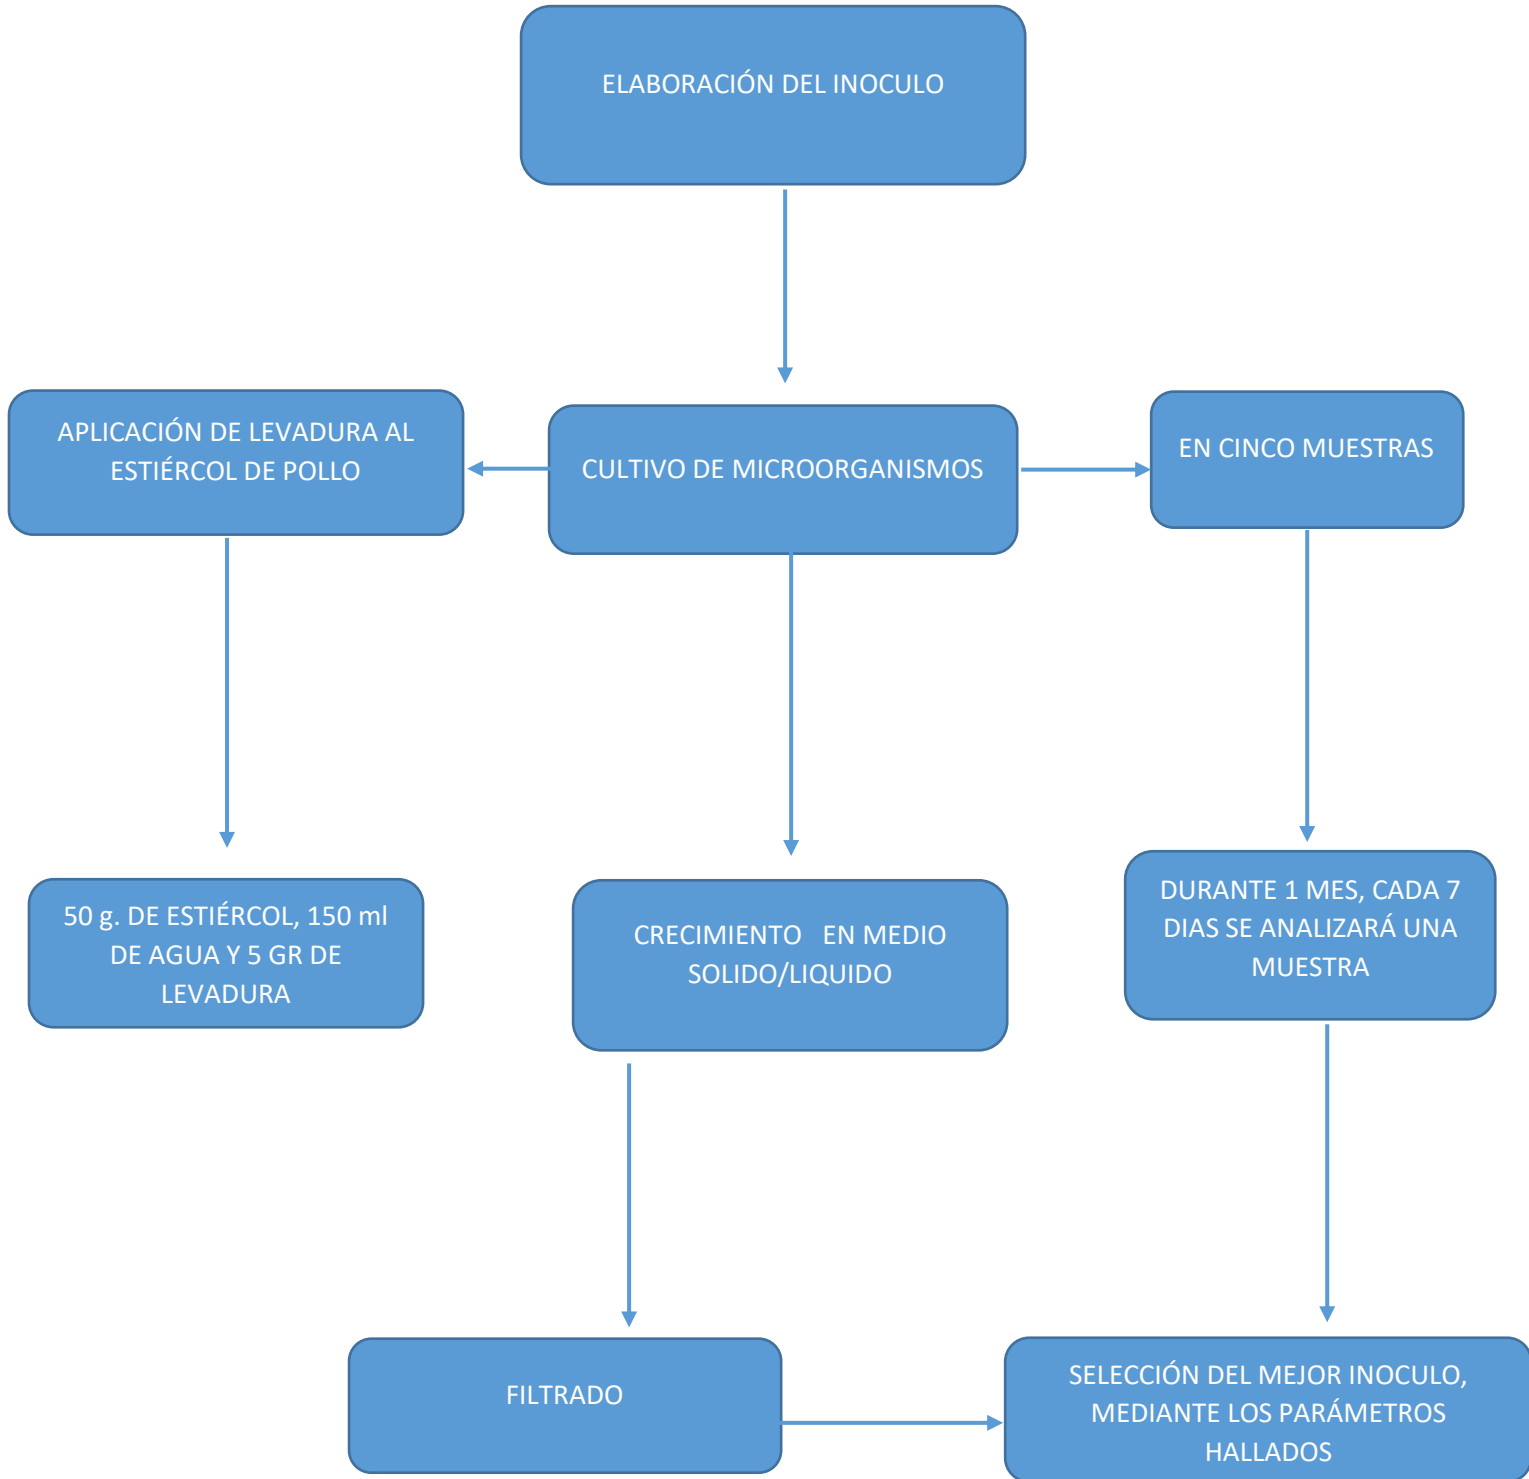 ELABORACIÓN DEL INOCULO
APLICACIÓN DE LEVADURA AL
ESTIÉRCOL DE POLLO
CULTIVO DE MICROORGANISMOS
EN CINCO MUESTRAS
50 g. DE ESTIÉRCOL, 150 ml
DE AGUA Y 5 GR DE
LEVADURA
CRECIMIENTO EN MEDIO
SOLIDO/LIQUIDO
DURANTE 1 MES, CADA 7
DIAS SE ANALIZARÁ UNA
MUESTRA
FILTRADO
SELECCIÓN DEL MEJOR INOCULO,
MEDIANTE LOS PARÁMETROS
HALLADOS